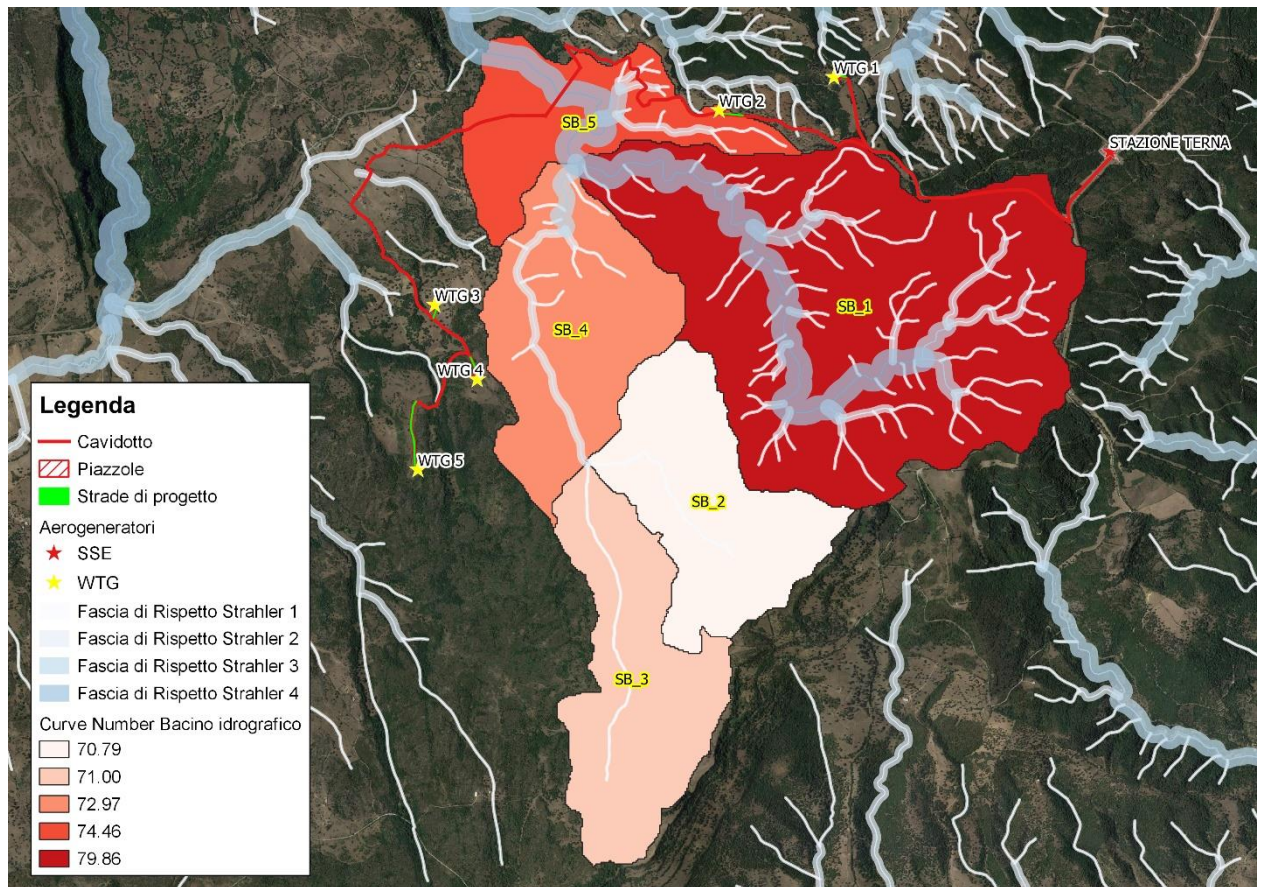 WTG 1
WTG 2
SB_5
STAZIONE TERNA
WTG 3
SB_1
SB_4
WTG 4
WTG 5
SB_2
SB_3
Legenda
Cavidotto
Piazzole
Strade di progetto
Aerogeneratori
SSE
WTG
Fascia di Rispetto Strahler 1
Fascia di Rispetto Strahler 2
Fascia di Rispetto Strahler 3
Fascia di Rispetto Strahler 4
Curve Number Bacino idrografico
70.79
71.00
72.97
74.46
79.86